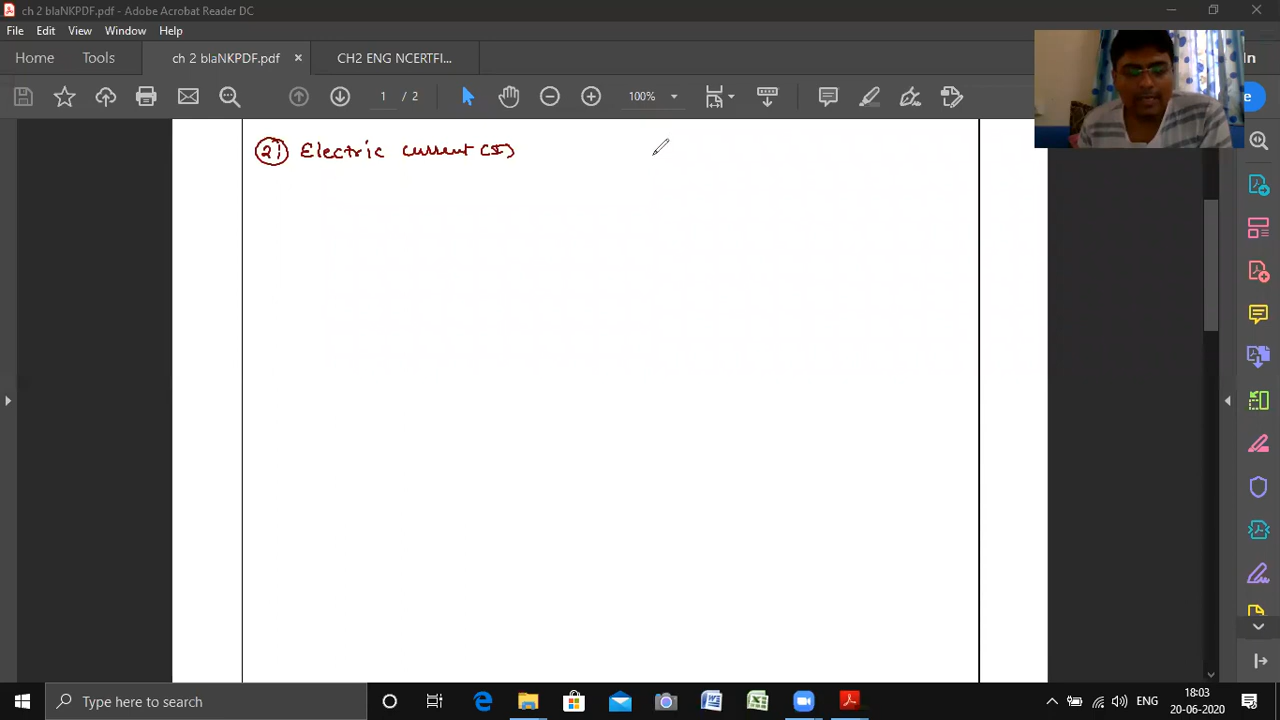 ch 2 blaNKPDF.pdf - Adobe Acrobat Reader DC
File Edit View Window Help
Home Tools ch 2 blaNKPDF.pdf × CH2 ENG NCERTFI...
1 / 2 100%
In
e
2) Electric current (I)
Type here to search
ENG
18:03
20-06-2020